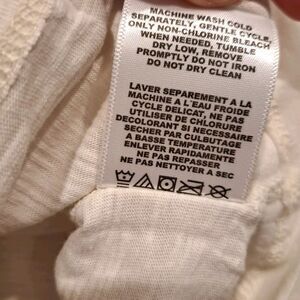 MACHINE WASH COLD
SEPARATELY, GENTLE CYCLE,
ONLY NON-CHLORINE BLEACH
WHEN NEEDED, TUMBLE
DRY LOW, REMOVE
PROMPTLY DO NOT IRON
DO NOT DRY CLEAN
LAVER SEPAREMENT A LA
MACHINE A L'EAU FROIDE
CYCLE DELICAT, NE PAS
UTILISER DE CHLORURE
DECOLORANT SI NECESSAIRE
SECHER PAR CULBUTAGE
A BASSE TEMPERATURE
ENLEVER RAPIDEMENTE
NE PAS REPASSER
NE PAS NETTOYER A SEC